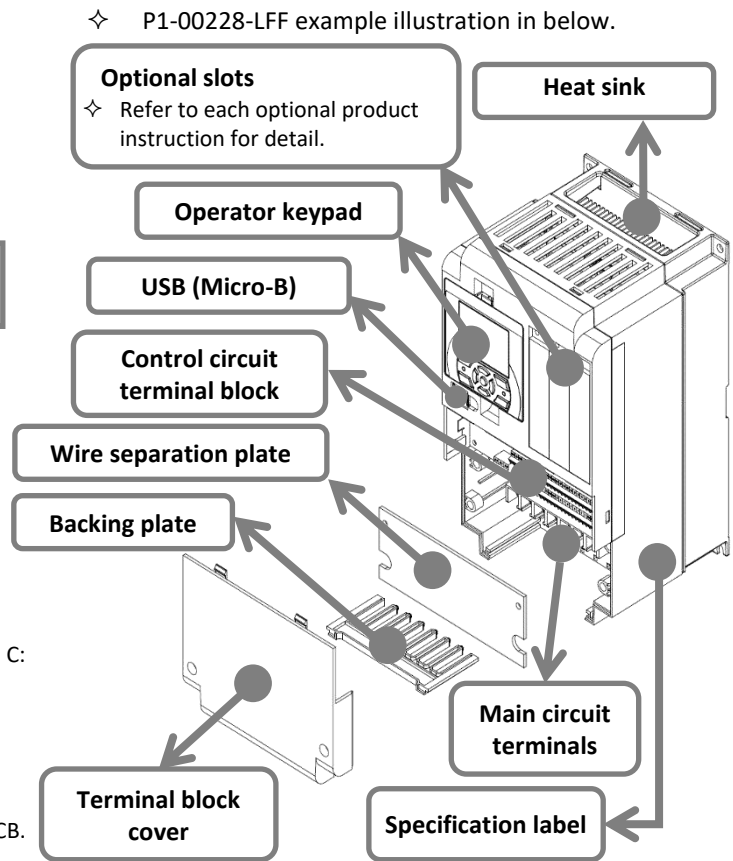 ✧ P1-00228-LFF example illustration in below.
Optional slots
✧ Refer to each optional product
instruction for detail.
Heat sink
Operator keypad
USB (Micro-B)
Control circuit
terminal block
Wire separation plate
Backing plate
C:
Main circuit
terminals
Terminal block
cover
Specification label
CB.